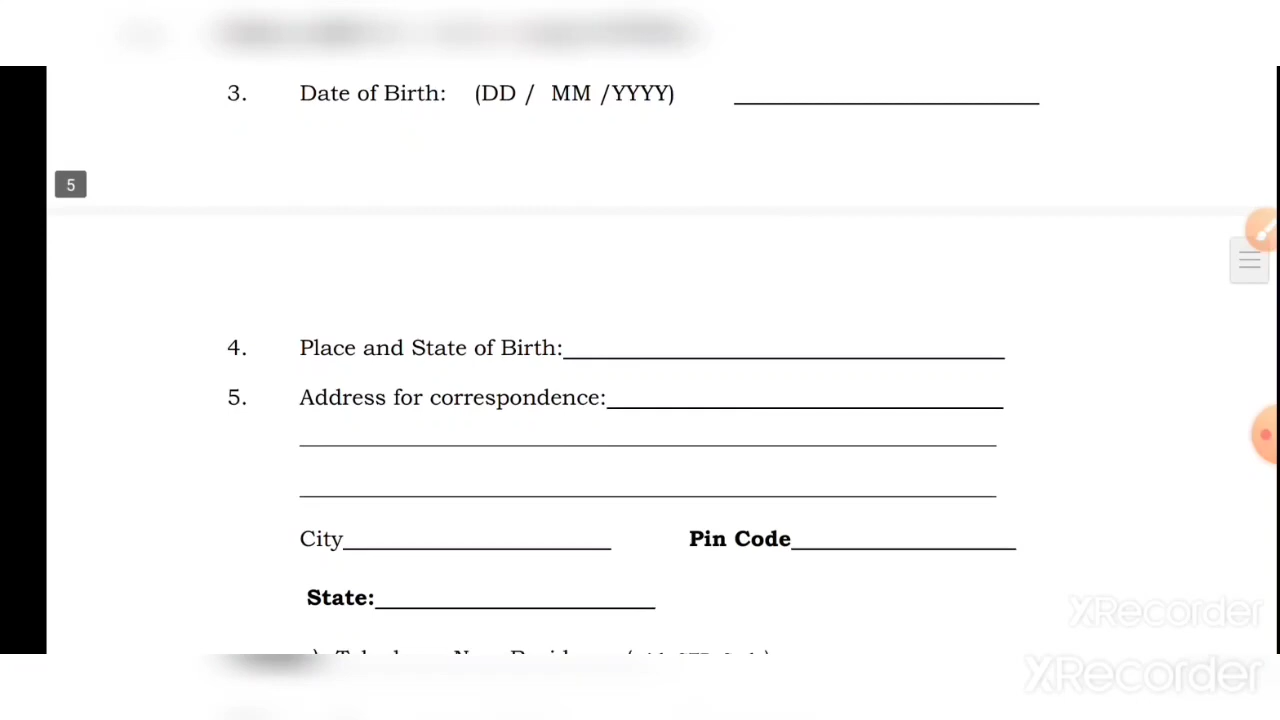 3. Date of Birth: (DD / MM /YYYY)
5
4. Place and State of Birth:
5. Address for correspondence:
City Pin Code
State:
XRecorder
XRecorder